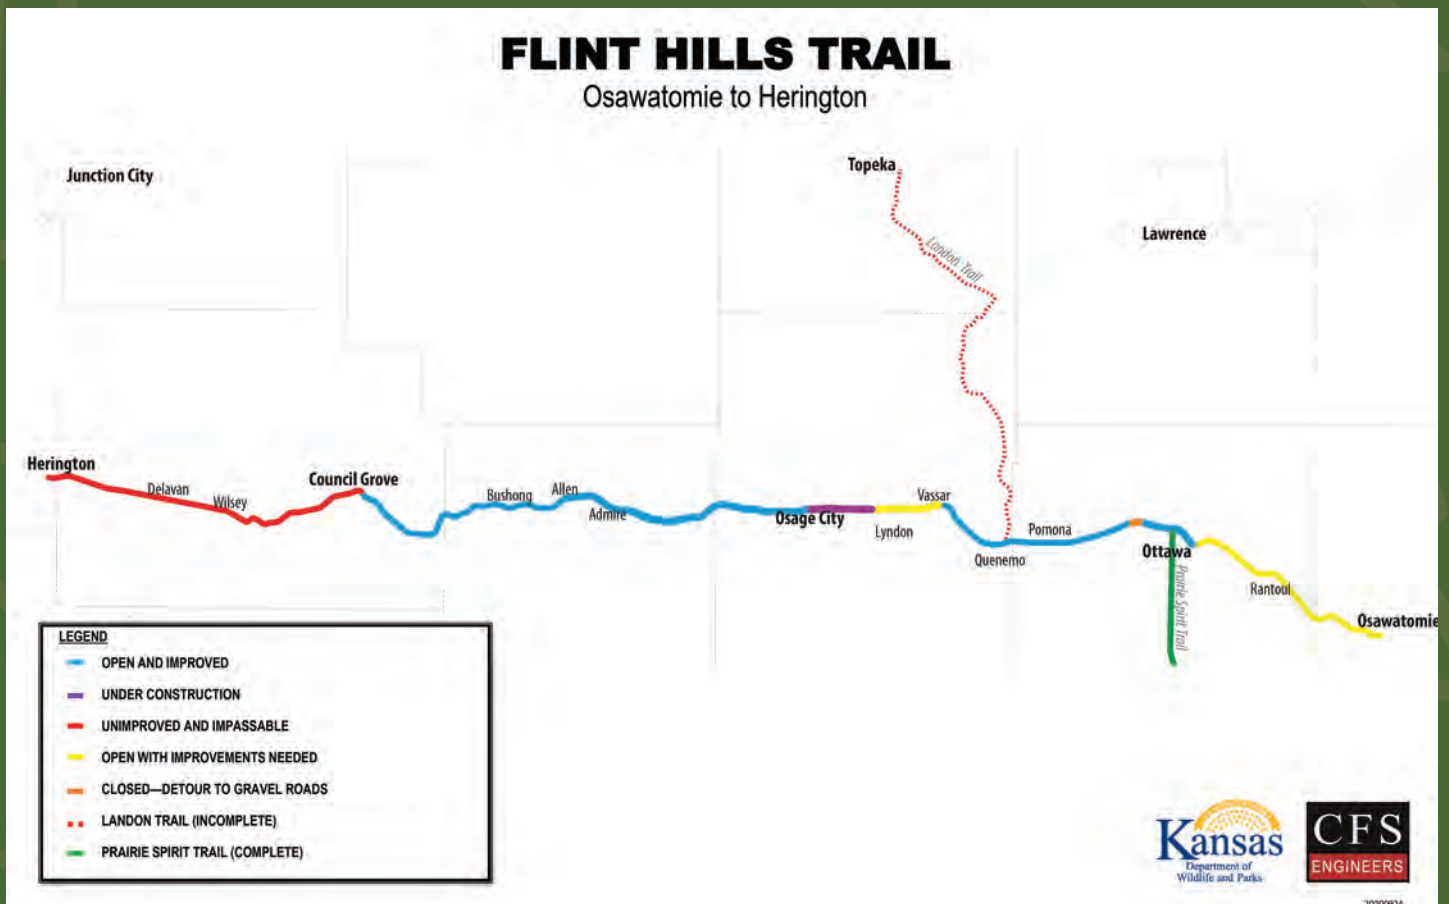 FLINT HILLS TRAIL
Osawatomie to Herington
Junction City
Topeka
Lawrence
Landon Trail
Herington
Delavan
Wilsey
Council Grove
Bushong
Allen
Admire
Osage City
Lyndon
Vassar
Quenemo
Pomona
Ottawa
Prairie Spirit Trail
Rantoul
Osawatomie
LEGEND
OPEN AND IMPROVED
UNDER CONSTRUCTION
UNIMPROVED AND IMPASSABLE
OPEN WITH IMPROVEMENTS NEEDED
CLOSED—DETOUR TO GRAVEL ROADS
LANDON TRAIL (INCOMPLETE)
PRAIRIE SPIRIT TRAIL (COMPLETE)
Kansas
Department of
Wildlife and Parks
CFS
ENGINEERS